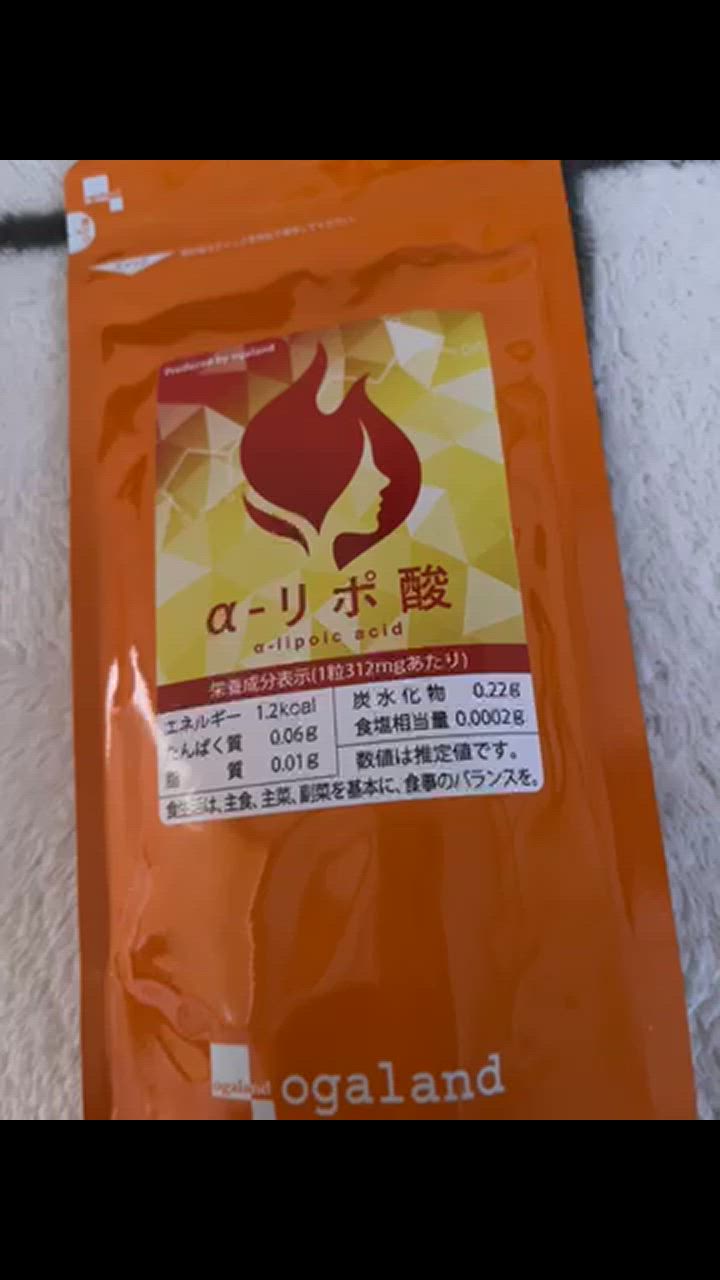 ogaland
Produced by ogaland
α-リポ酸
α-lipoic acid
栄養成分表示(1粒312mgあたり)
エネルギー 1.2kcal
たんぱく質 0.06g
脂質 0.01g
炭水化物 0.22g
食塩相当量 0.0002g
数値は推定値です。
食生活は、主食、主菜、副菜を基本に、食事のバランスを。
ogaland
ogaland